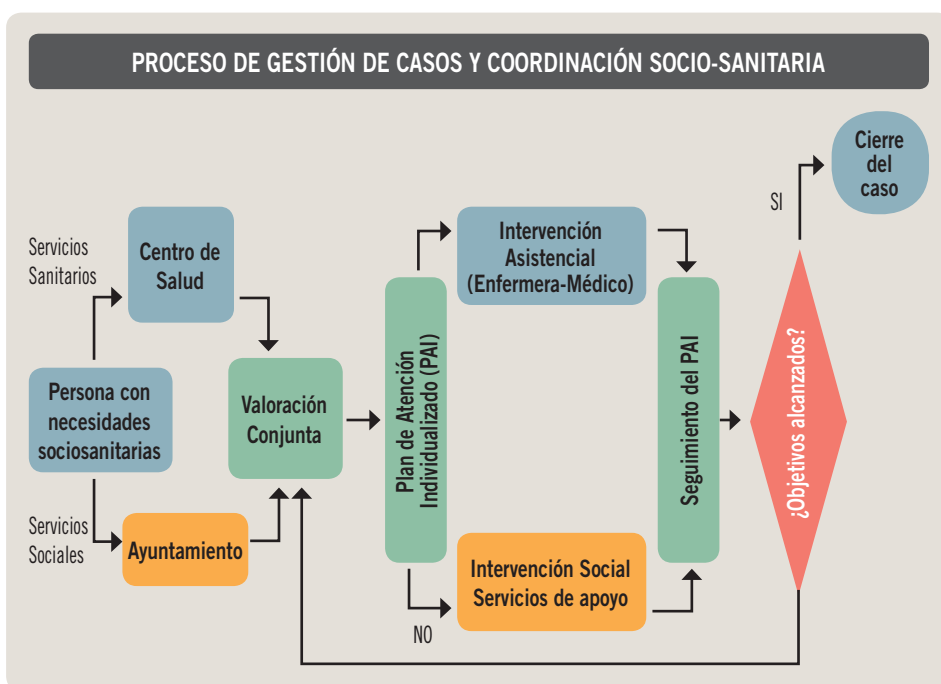 PROCESO DE GESTIÓN DE CASOS Y COORDINACIÓN SOCIO-SANITARIA
Cierre
del
caso
SI
Servicios
Sanitarios
Centro de
Salud
Intervención
Asistencial
(Enfermera-Médico)
Persona con
necesidades
sociosanitarias
Valoración
Conjunta
Plan de Atención
Individualizado (PAI)
Seguimiento del PAI
¿Objetivos alcanzados?
Servicios
Sociales
Ayuntamiento
Intervención Social
Servicios de apoyo
NO